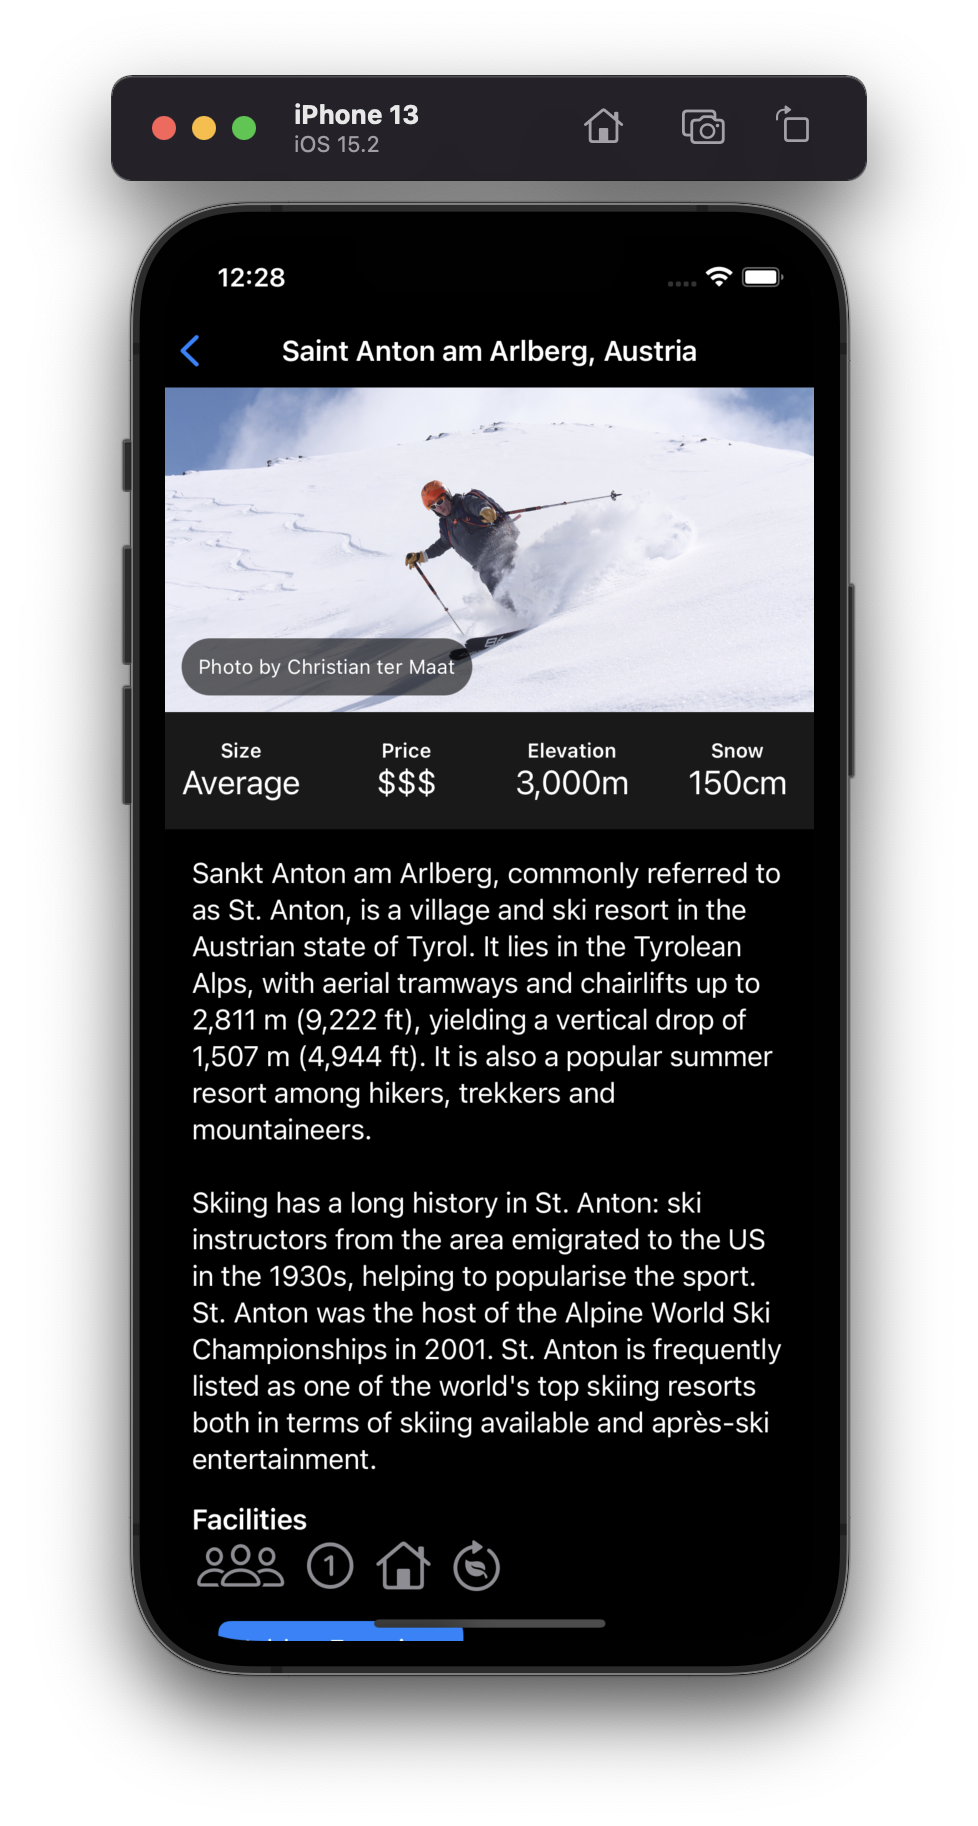 iPhone 13
iOS 15.2
12:28
Saint Anton am Arlberg, Austria
Photo by Christian ter Maat
Size Price Elevation Snow
Average $$$ 3,000m 150cm
Sankt Anton am Arlberg, commonly referred to
as St. Anton, is a village and ski resort in the
Austrian state of Tyrol. It lies in the Tyrolean
Alps, with aerial tramways and chairlifts up to
2,811 m (9,222 ft), yielding a vertical drop of
1,507 m (4,944 ft). It is also a popular summer
resort among hikers, trekkers and
mountaineers.
Skiing has a long history in St. Anton: ski
instructors from the area emigrated to the US
in the 1930s, helping to popularise the sport.
St. Anton was the host of the Alpine World Ski
Championships in 2001. St. Anton is frequently
listed as one of the world's top skiing resorts
both in terms of skiing available and après-ski
entertainment.
Facilities
1